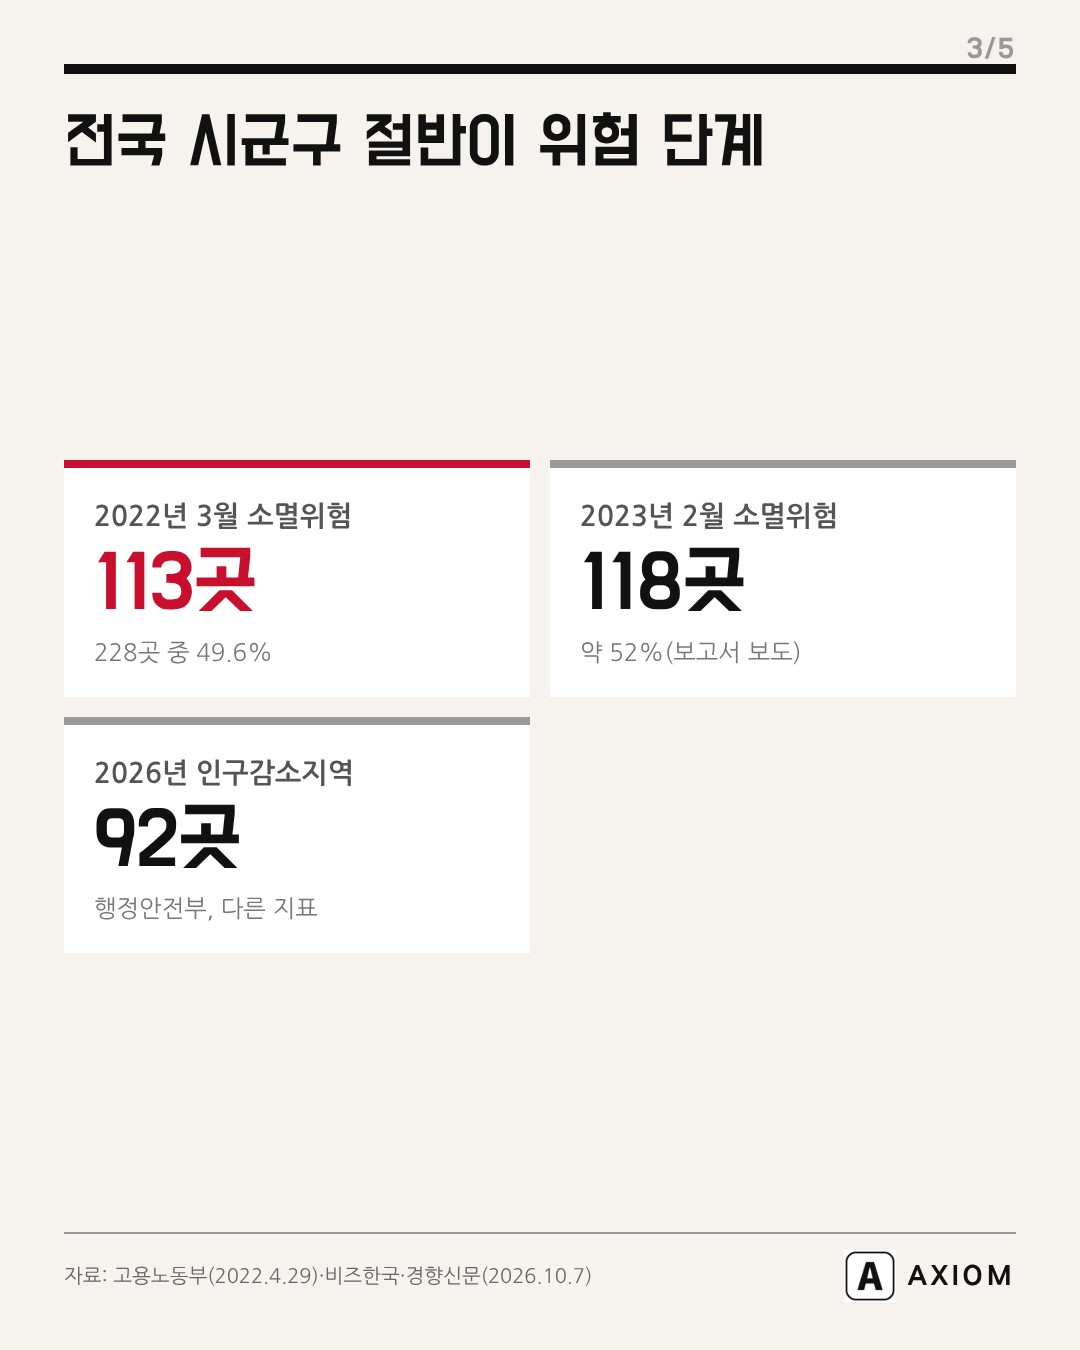 3/5
전국 시군구 절반이 위험 단계
2022년 3월 소멸위험
113곳
228곳 중 49.6%
2023년 2월 소멸위험
118곳
약 52%(보고서 보도)
2026년 인구감소지역
92곳
행정안전부, 다른 지표
자료: 고용노동부(2022.4.29)·비즈한국·경향신문(2026.10.7)
A AXIOM